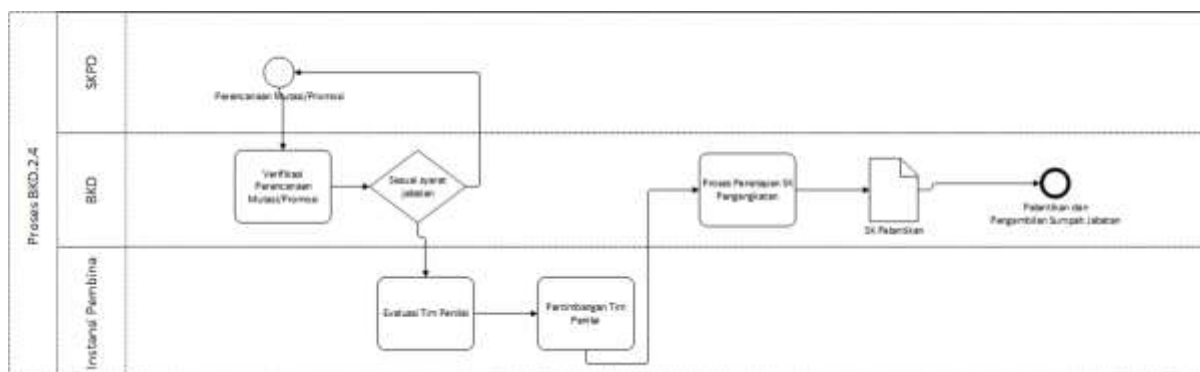 Proses BKD.2.4
SKPD
Perencanaan Mutasi/Promosi
BKD
Verifikasi
Perencanaan
Mutasi/Promosi
Sesuai syarat
jabatan
Proses Penetapan SK
Pengangkatan
SK Pelantikan
Pelantikan dan
Pengambilan Sumpah Jabatan
Instansi Pembina
Evaluasi Tim Penilai
Pertimbangan Tim
Penilai